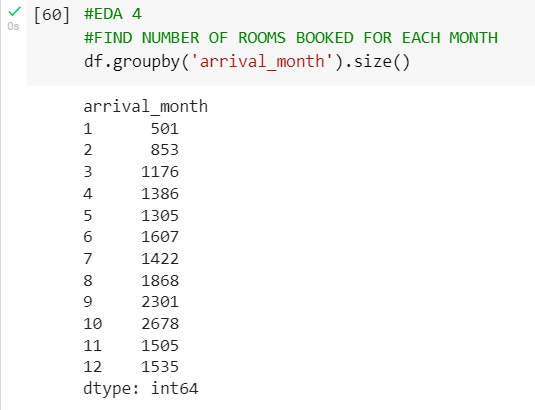 [60] #EDA 4
0s
#FIND NUMBER OF ROOMS BOOKED FOR EACH MONTH
df.groupby('arrival_month').size()
arrival_month
1 501
2 853
3 1176
4 1386
5 1305
6 1607
7 1422
8 1868
9 2301
10 2678
11 1505
12 1535
dtype: int64